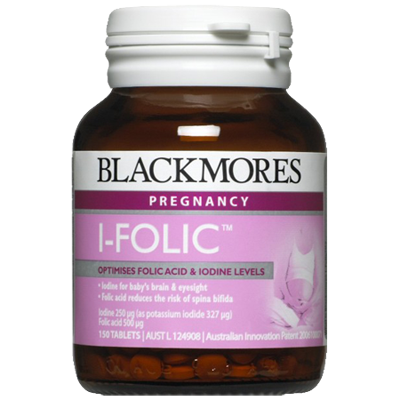 BLACKMORES
PREGNANCY
I-FOLIC™
OPTIMISES FOLIC ACID & IODINE LEVELS
• Iodine for baby's brain & eyesight
• Folic acid reduces the risk of spina bifida
Iodine 250 µg (as potassium iodide 327 µg)
Folic acid 500 µg
150 TABLETS | AUST L 124908 | Australian Innovation Patent